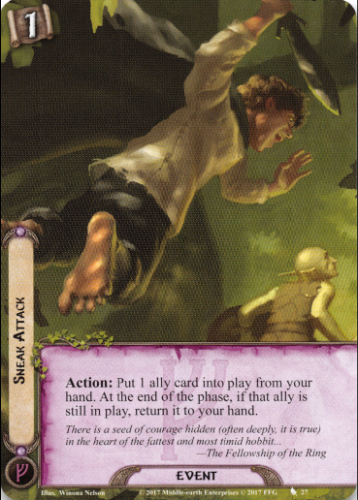 1
SNEAK ATTACK
Action: Put 1 ally card into play from your
hand. At the end of the phase, if that ally is
still in play, return it to your hand.
There is a seed of courage hidden (often deeply, it is true)
in the heart of the fattest and most timid hobbit...
—The Fellowship of the Ring
EVENT
Illus. Winona Nelson
©2017 Middle-earth Enterprises ©2017 FFG
27